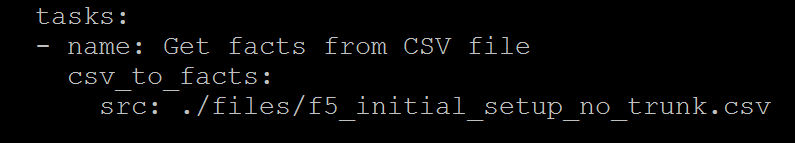 tasks:
- name: Get facts from CSV file
  csv_to_facts:
    src: ./files/f5_initial_setup_no_trunk.csv